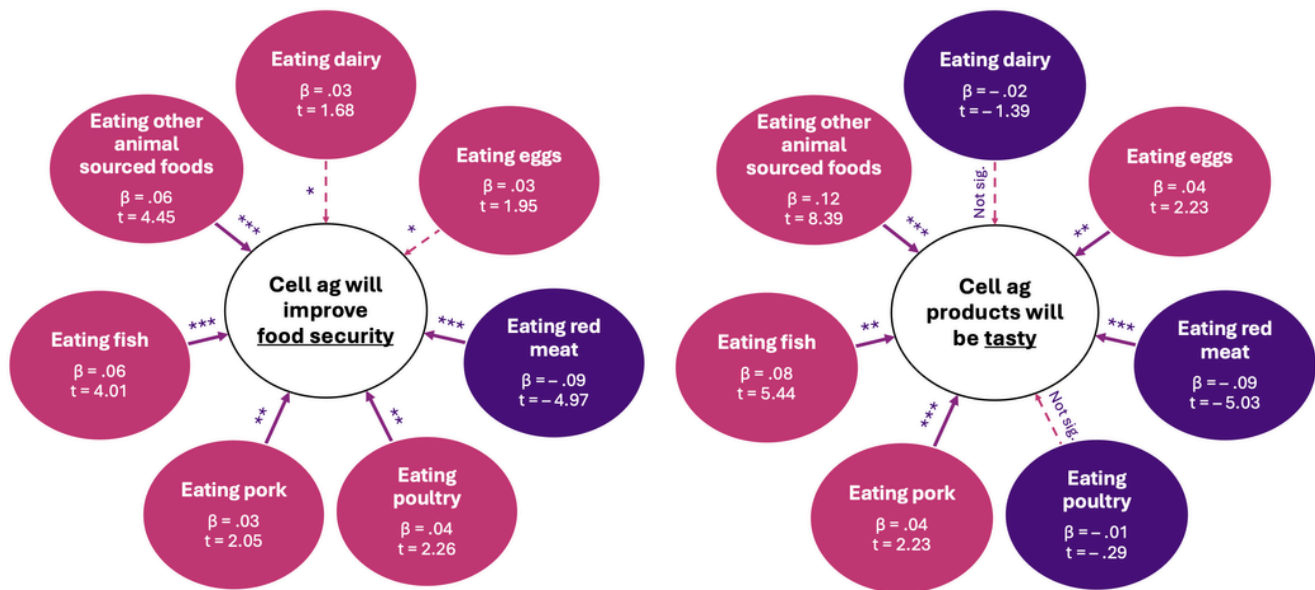 Eating dairy
β = .03
t = 1.68
*
Eating other
animal
sourced foods
β = .06
t = 4.45
***
Eating eggs
β = .03
t = 1.95
*
Cell ag will
improve
food security
Eating fish
β = .06
t = 4.01
***
Eating red
meat
β = – .09
t = – 4.97
***
Eating pork
β = .03
t = 2.05
**
Eating
poultry
β = .04
t = 2.26
**
Eating dairy
β = – .02
t = – 1.39
Not sig.
Eating other
animal
sourced foods
β = .12
t = 8.39
***
Eating eggs
β = .04
t = 2.23
**
Cell ag
products will
be tasty
Eating fish
β = .08
t = 5.44
**
Eating red
meat
β = – .09
t = – 5.03
***
Eating pork
β = .04
t = 2.23
***
Eating
poultry
β = – .01
t = – .29
Not sig.